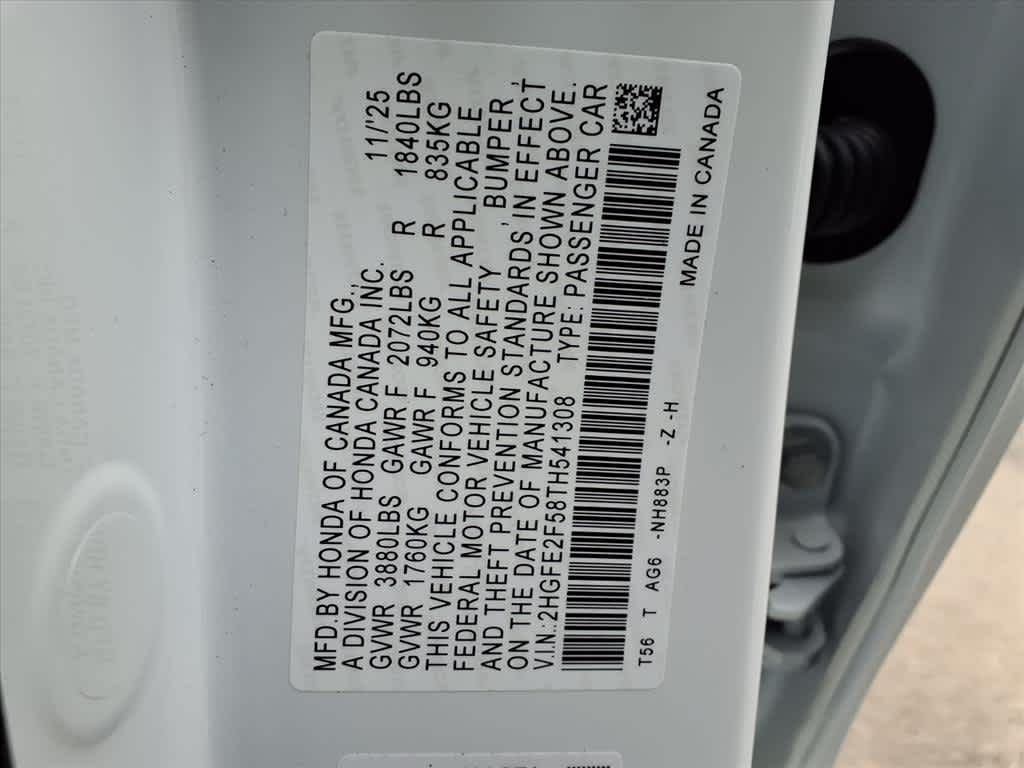 MFD.BY HONDA OF CANADA MFG.,
A DIVISION OF HONDA CANADA INC. 11/'25
GVWR 3880LBS GAWR F 2072LBS R 1840LBS
GVWR 1760KG GAWR F 940KG R 835KG
THIS VEHICLE CONFORMS TO ALL APPLICABLE
FEDERAL MOTOR VEHICLE SAFETY, BUMPER,
AND THEFT PREVENTION STANDARDS IN EFFECT
ON THE DATE OF MANUFACTURE SHOWN ABOVE.
V.I.N.:2HGFE2F58TH541308 TYPE: PASSENGER CAR
T56 T AG6 -NH883P -Z -H MADE IN CANADA